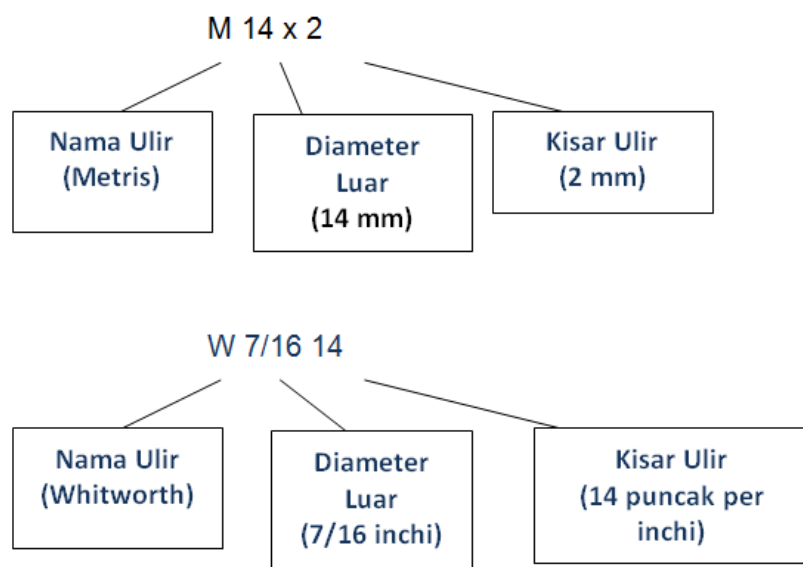 M 14 x 2
Nama Ulir
(Metris)
Diameter
Luar
(14 mm)
Kisar Ulir
(2 mm)
W 7/16 14
Nama Ulir
(Whitworth)
Diameter
Luar
(7/16 inchi)
Kisar Ulir
(14 puncak per
inchi)